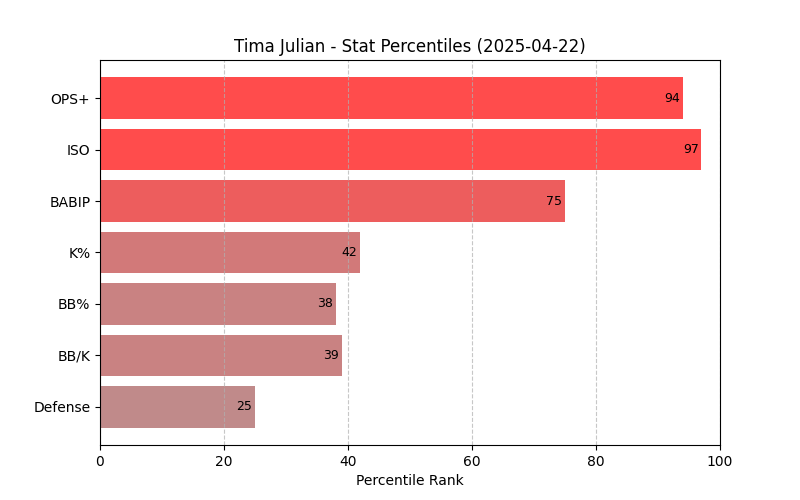 Tima Julian - Stat Percentiles (2025-04-22)
OPS+ 94
ISO 97
BABIP 75
K% 42
BB% 38
BB/K 39
Defense 25
0 20 40 60 80 100
Percentile Rank